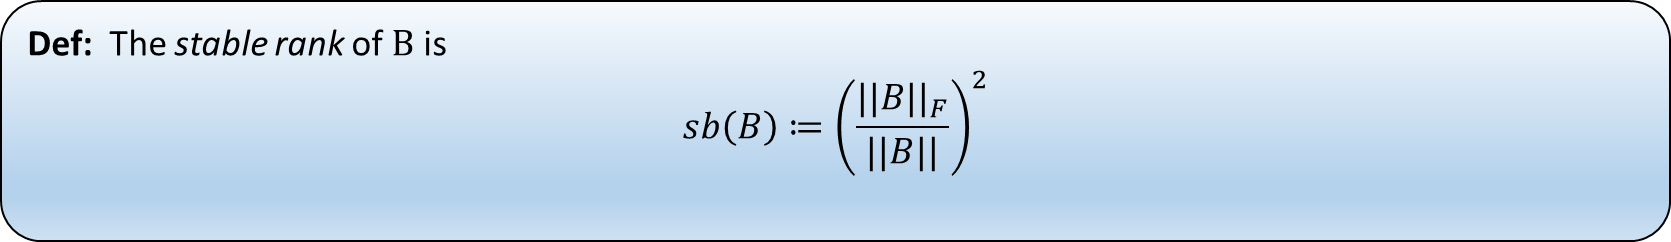 Def: The stable rank of B is
sb(B) ≔ (||B||_F / ||B||)^2